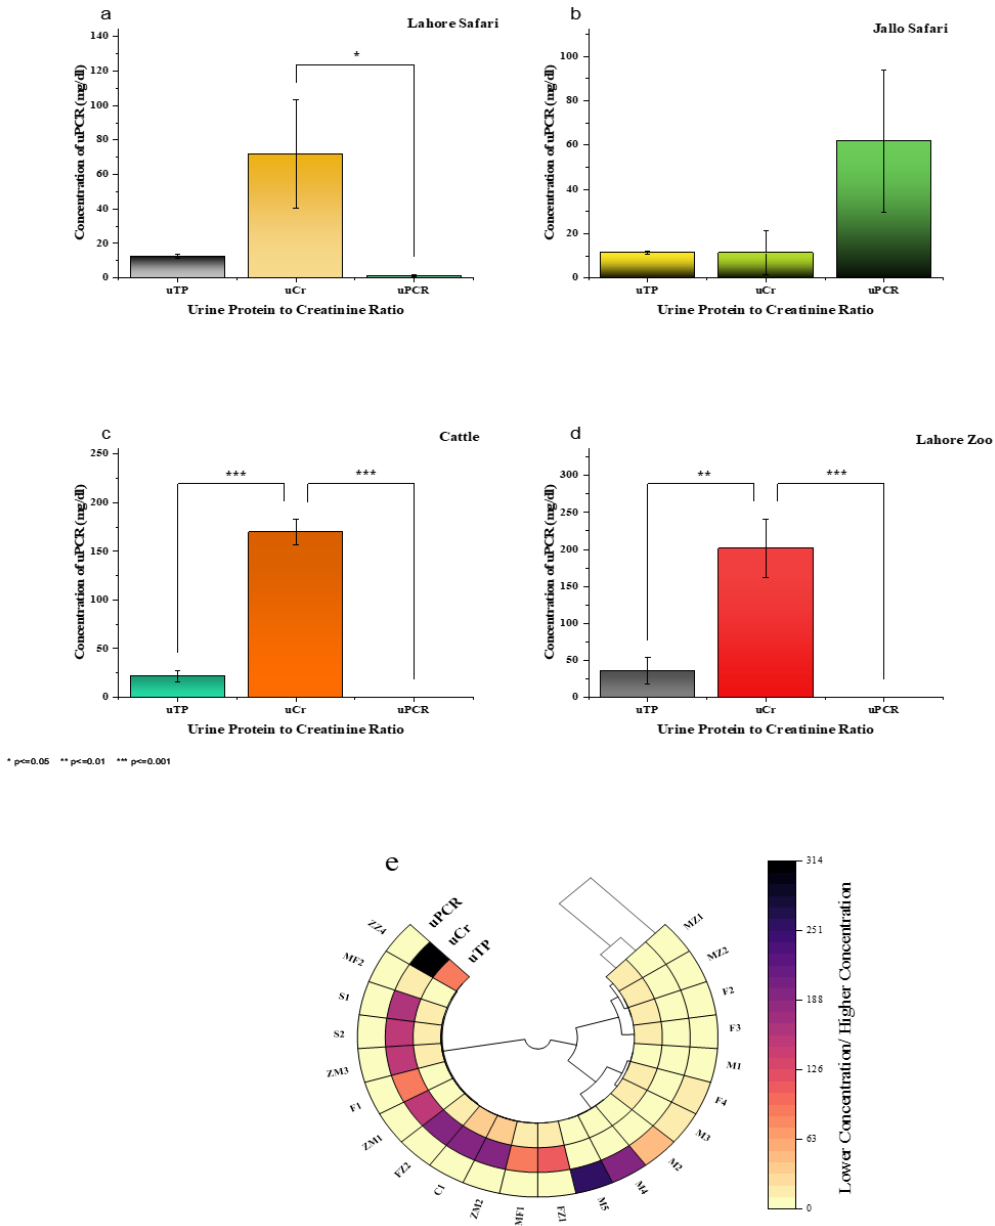 a
Lahore Safari
140
120
100
80
60
40
20
0
Concentration of uPCR (mg/dl)
*
uTP uCr uPCR
Urine Protein to Creatinine Ratio
b
Jallo Safari
100
80
60
40
20
0
Concentration of uPCR (mg/dl)
uTP uCr uPCR
Urine Protein to Creatinine Ratio
c
Cattle
250
200
150
100
50
0
Concentration of uPCR (mg/dl)
*** ***
uTP uCr uPCR
Urine Protein to Creatinine Ratio
d
Lahore Zoo
300
250
200
150
100
50
0
Concentration of uPCR (mg/dl)
** ***
uTP uCr uPCR
Urine Protein to Creatinine Ratio
* p<=0.05 ** p<=0.01 *** p<=0.001
e
uPCR
uCr
uTP
ZZ4
MF2
S1
S2
ZM3
F1
ZM1
FZ2
C1
ZM2
MF1
FZ1
M5
M4
M2
M3
F4
M1
F3
F2
MZ2
MZ1
314
251
188
126
63
0
Lower Concentration/ Higher Concentration